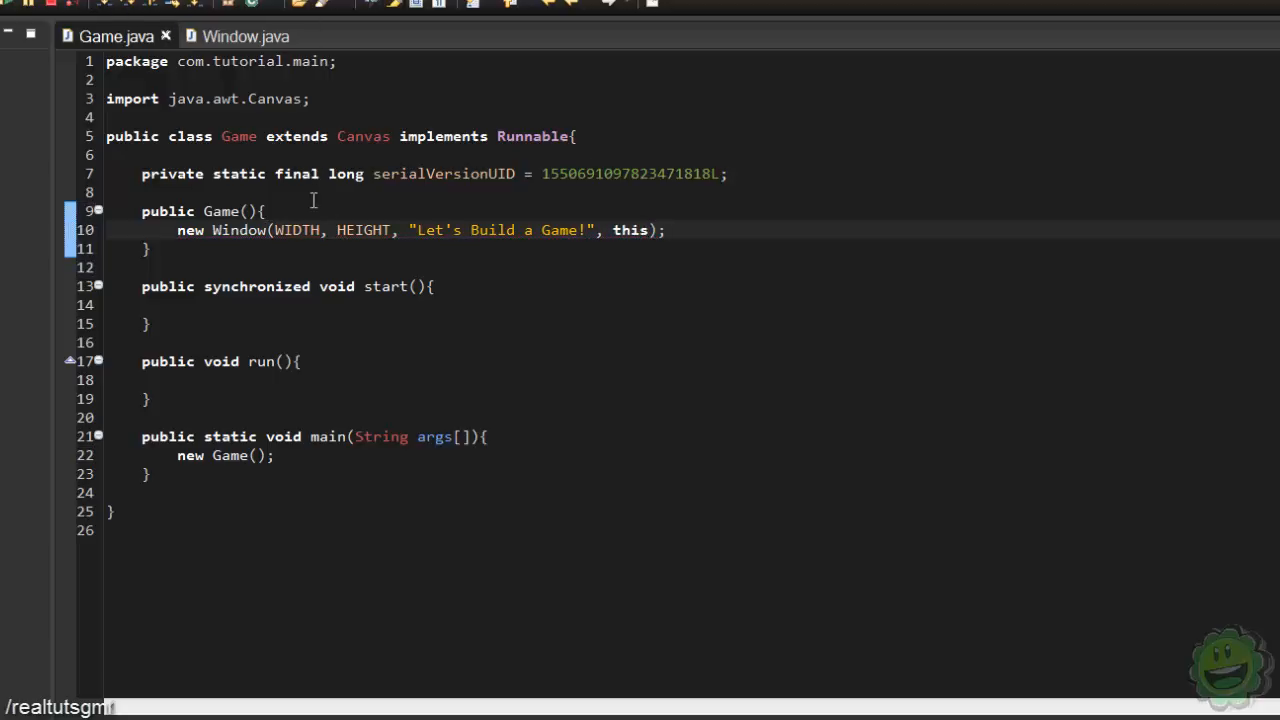 Game.java Window.java
1 package com.tutorial.main;
2
3 import java.awt.Canvas;
4
5 public class Game extends Canvas implements Runnable{
6
7 private static final long serialVersionUID = 1550691097823471818L;
8
9 public Game(){
10 new Window(WIDTH, HEIGHT, "Let's Build a Game!", this);
11 }
12
13 public synchronized void start(){
14
15 }
16
17 public void run(){
18
19 }
20
21 public static void main(String args[]){
22 new Game();
23 }
24
25 }
26
/realtutsgml